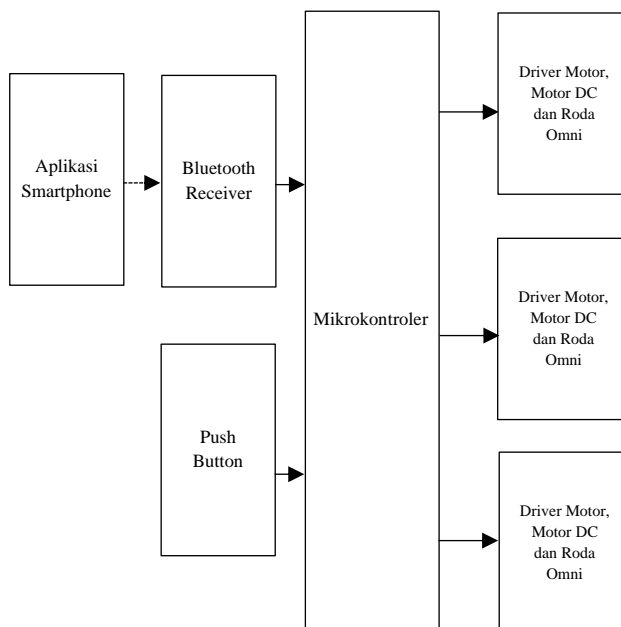 Aplikasi
Smartphone
Bluetooth
Receiver
Push
Button
Mikrokontroler
Driver Motor,
Motor DC
dan Roda
Omni
Driver Motor,
Motor DC
dan Roda
Omni
Driver Motor,
Motor DC
dan Roda
Omni